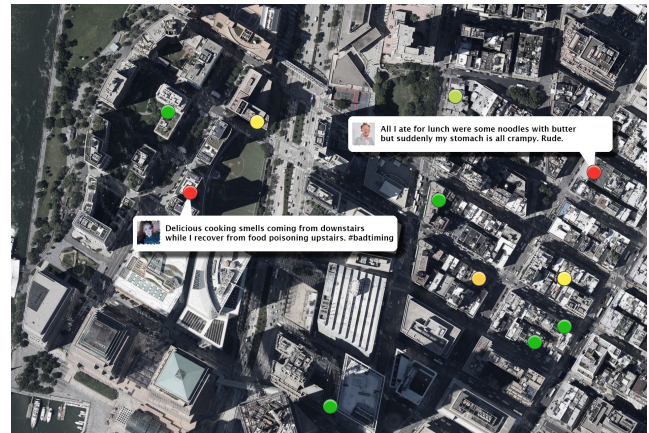 All I ate for lunch were some noodles with butter
but suddenly my stomach is all crampy. Rude.
Delicious cooking smells coming from downstairs
while I recover from food poisoning upstairs. #badtiming